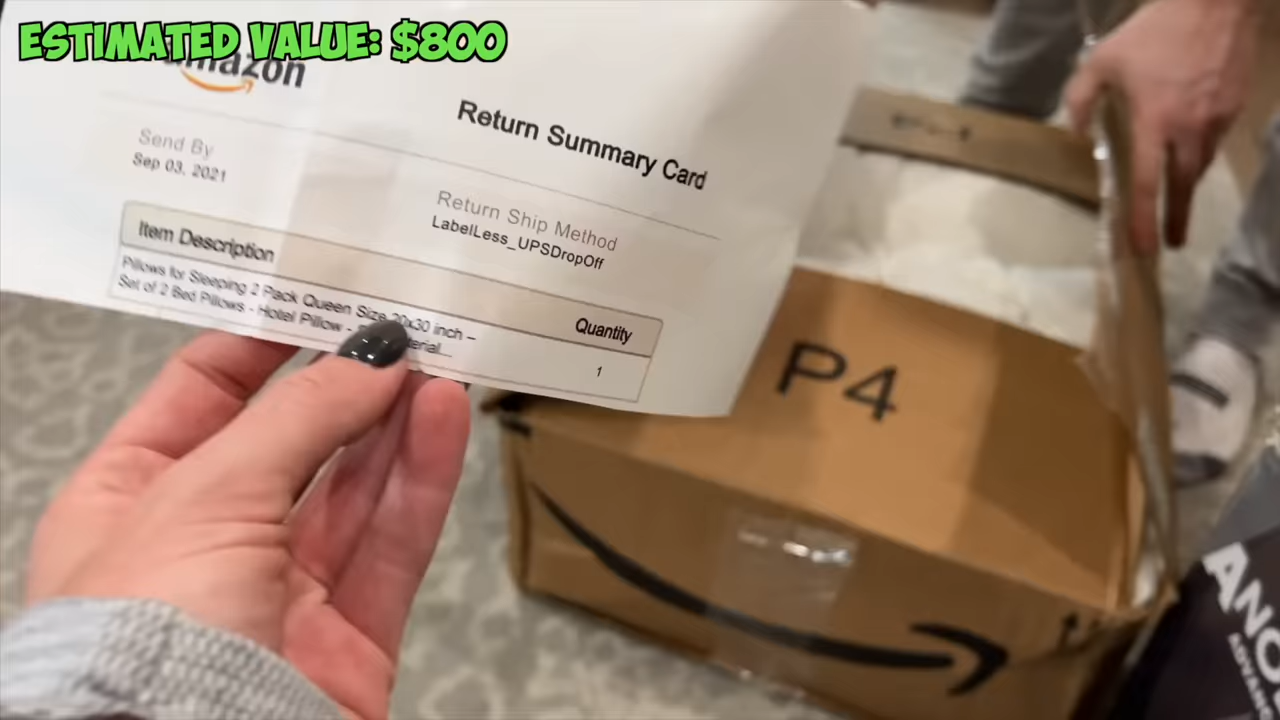 ESTIMATED VALUE: $800
amazon
Return Summary Card
Send By
Sep 03, 2021
Return Ship Method
LabelLess_UPSDropOff
Item Description
Quantity
Pillows for Sleeping 2 Pack Queen Size 20x30 inch –
Set of 2 Bed Pillows - Hotel Pillow -
1
P4